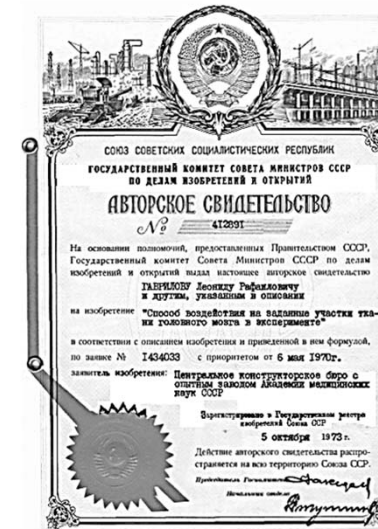 СОЮЗ СОВЕТСКИХ СОЦИАЛИСТИЧЕСКИХ РЕСПУБЛИК
ГОСУДАРСТВЕННЫЙ КОМИТЕТ СОВЕТА МИНИСТРОВ СССР
ПО ДЕЛАМ ИЗОБРЕТЕНИЙ И ОТКРЫТИЙ
АВТОРСКОЕ СВИДЕТЕЛЬСТВО
№ 412891
На основании полномочий, предоставленных Правительством СССР,
Государственный комитет Совета Министров СССР по делам
изобретений и открытий выдал настоящее авторское свидетельство
ГАВРИЛОВУ Леониду Рафаиловичу
и другим, указанным в описании
на изобретение "Способ воздействия на заданные участки тка-
ни головного мозга в эксперименте"
в соответствии с описанием изобретения и приведенной в нем формулой,
по заявке № 1434033 с приоритетом от 6 мая 1970г.
заявитель изобретения: Центральное конструкторское бюро с
опытным заводом Академии медицинских
наук СССР
Зарегистрировано в Государственном реестре
изобретений Союза ССР
5 октября 1973 г.
Действие авторского свидетельства распро-
страняется на всю территорию Союза ССР.
Председатель Госкомитета
Начальник отдела